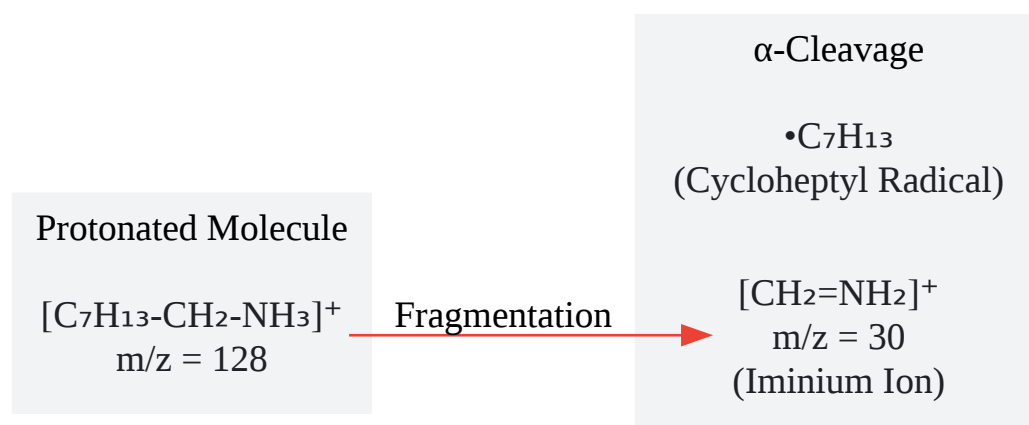 Protonated Molecule
[C₇H₁₃-CH₂-NH₃]⁺
m/z = 128
Fragmentation
α-Cleavage
•C₇H₁₃
(Cycloheptyl Radical)
[CH₂=NH₂]⁺
m/z = 30
(Iminium Ion)